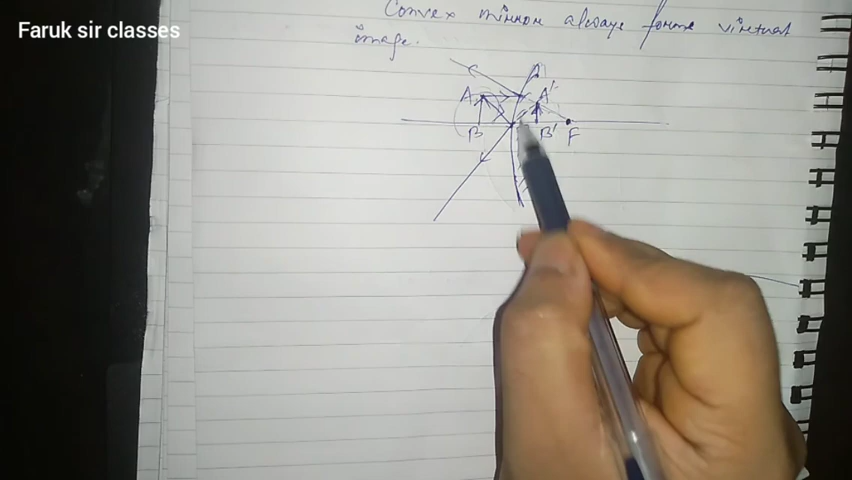 Faruk sir classes
Convex mirror always forms virtual
image.
A A'
B B' F